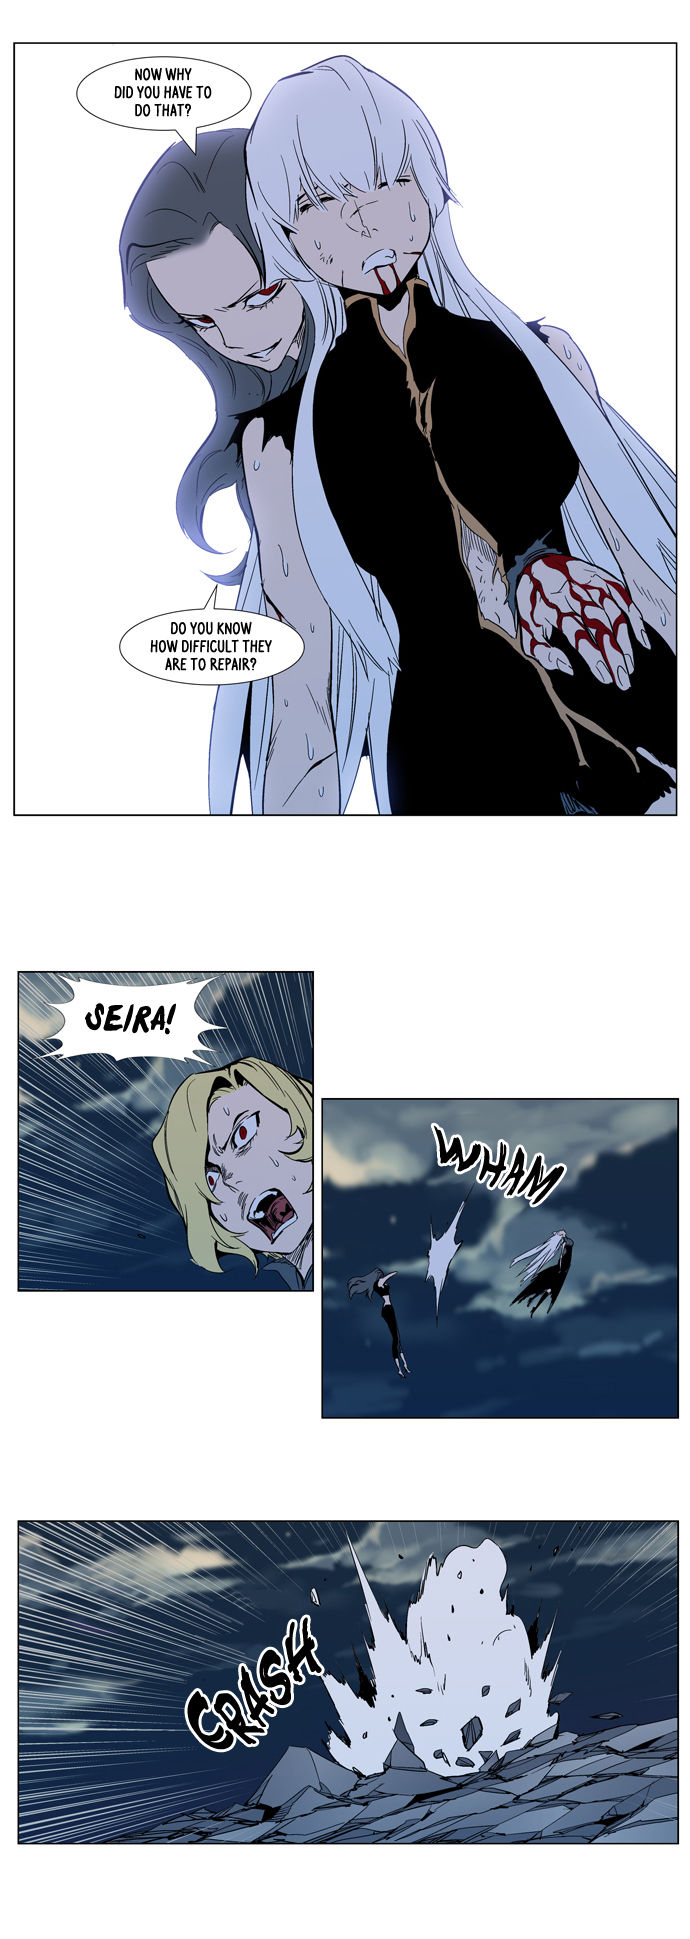 NOW WHY
DID YOU HAVE TO
DO THAT?
DO YOU KNOW
HOW DIFFICULT THEY
ARE TO REPAIR?
SEIRA!
WHAM
CRASH